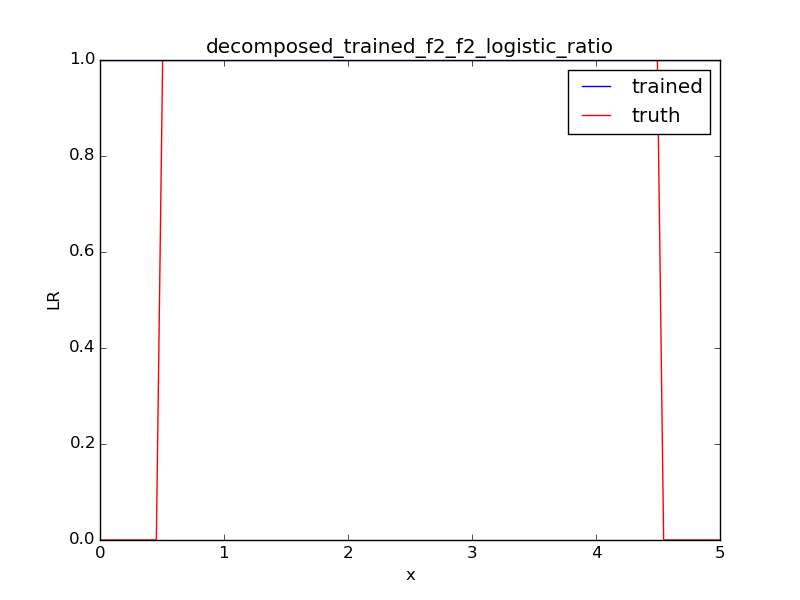 decomposed_trained_f2_f2_logistic_ratio
1.0
0.8
0.6
0.4
0.2
0.0
LR
trained
truth
0 1 2 3 4 5
x